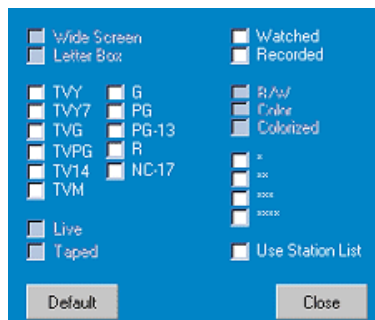 Wide Screen
Letter Box
Watched
Recorded
TVY
TVY7
TVG
TVPG
TV14
TVM
G
PG
PG-13
R
NC-17
B/W
Color
Colorized
*
**
***
****
Live
Taped
Use Station List
Default
Close